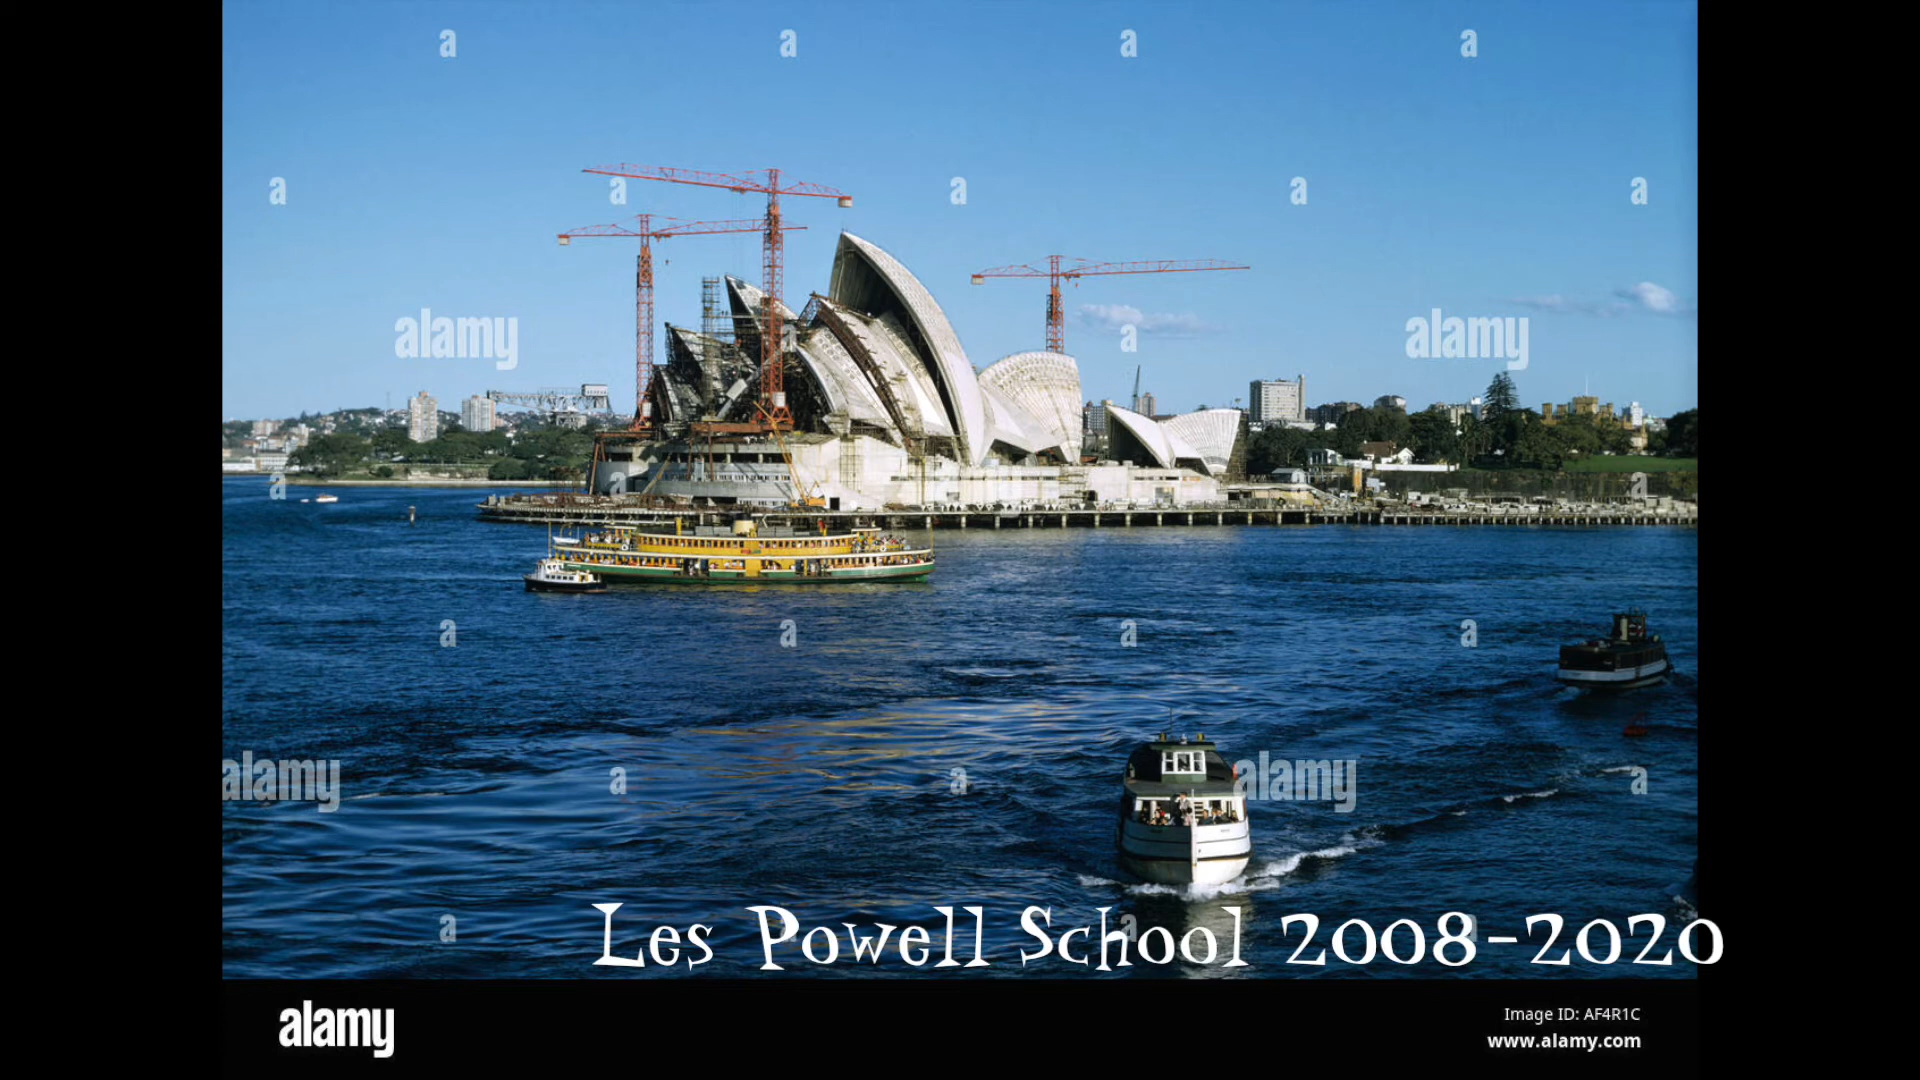 a a a a
a a a a a
alamy a alamy
a a
a a a a
alamy a a alamy a
a a a
Les Powell School 2008-2020
alamy
Image ID: AF4R1C
www.alamy.com